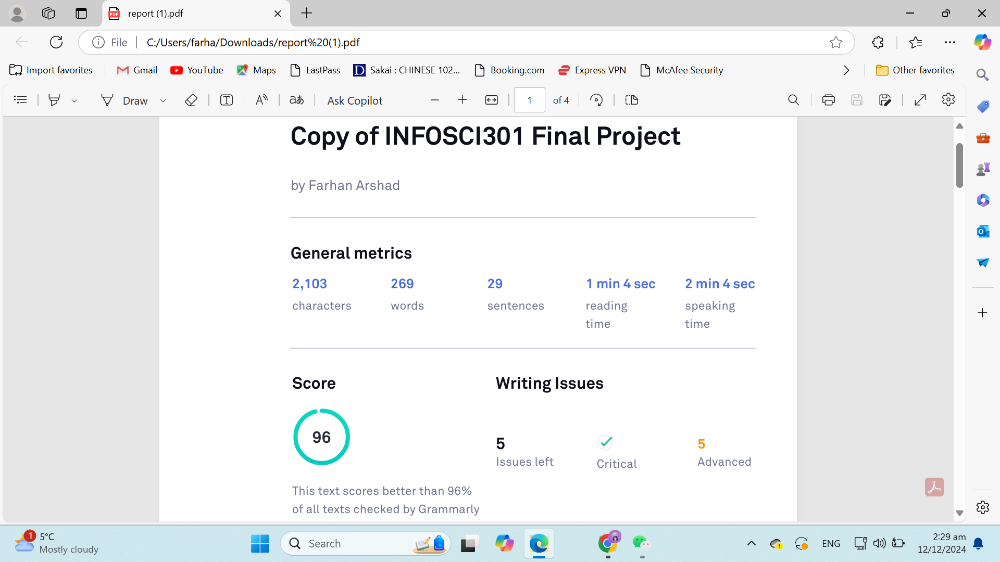 report (1).pdf
File
C:/Users/farha/Downloads/report%20(1).pdf
Import favorites
Gmail
YouTube
Maps
LastPass
Sakai : CHINESE 102...
Booking.com
Express VPN
McAfee Security
Other favorites
Draw
Ask Copilot
1
of 4
Copy of INFOSCI301 Final Project
by Farhan Arshad
General metrics
2,103 269 29 1 min 4 sec 2 min 4 sec
characters words sentences reading speaking
time time
Score Writing Issues
96
5 5
Issues left Critical Advanced
This text scores better than 96%
of all texts checked by Grammarly
1
5°C
Mostly cloudy
Search
ENG
2:29 am
12/12/2024